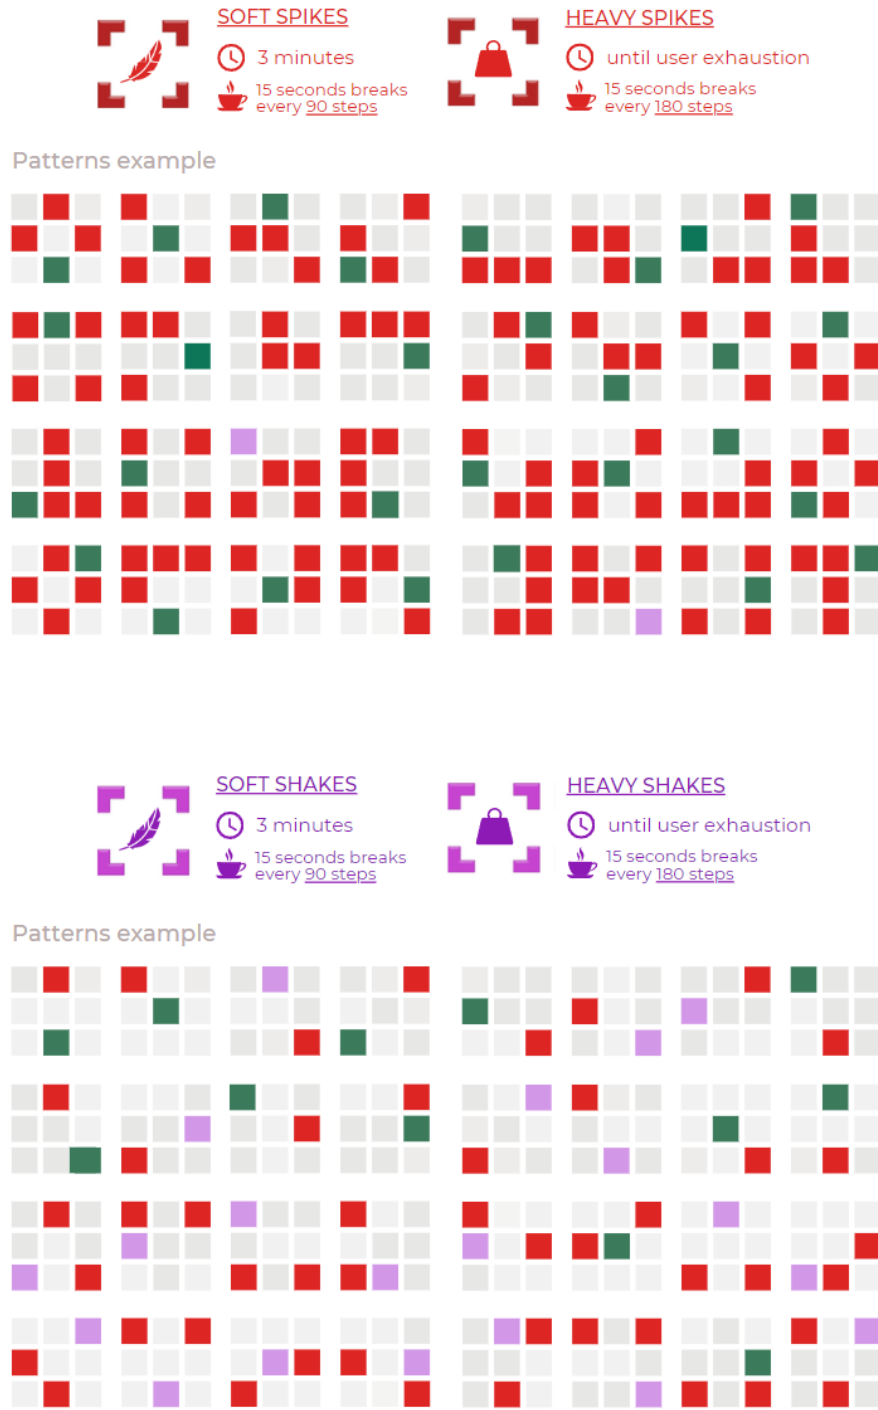 SOFT SPIKES
3 minutes
15 seconds breaks
every 90 steps
HEAVY SPIKES
until user exhaustion
15 seconds breaks
every 180 steps
Patterns example
SOFT SHAKES
3 minutes
15 seconds breaks
every 90 steps
HEAVY SHAKES
until user exhaustion
15 seconds breaks
every 180 steps
Patterns example